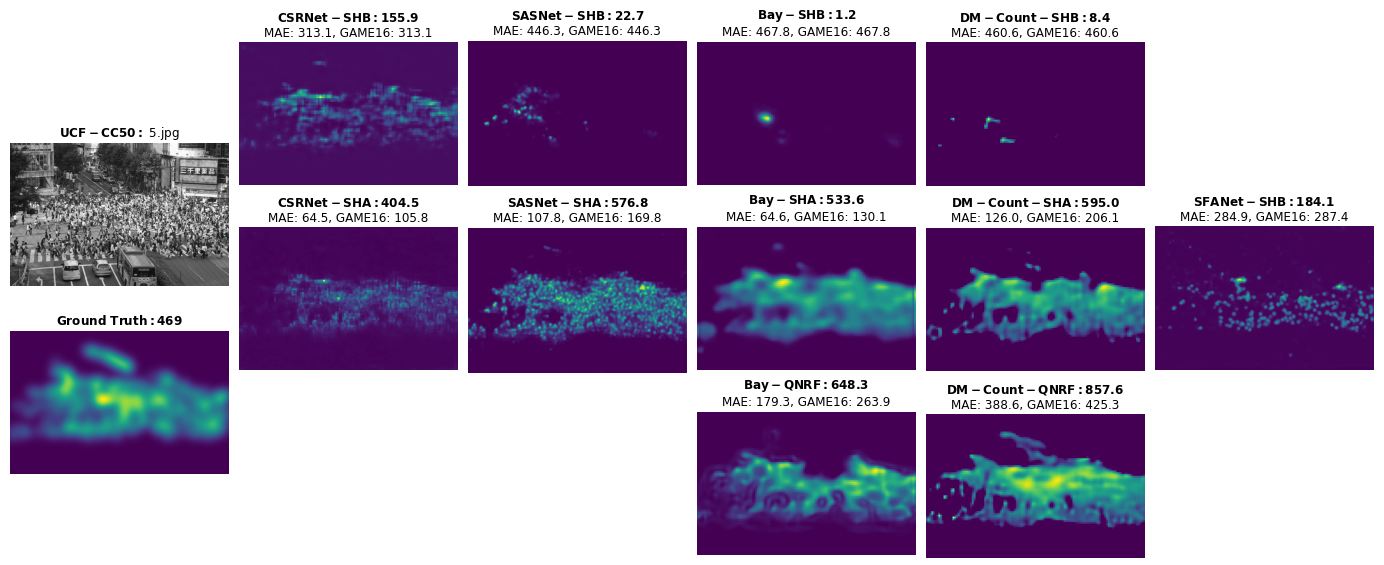 UCF − CC50 : 5.jpg
Ground Truth : 469
CSRNet − SHB : 155.9
MAE: 313.1, GAME16: 313.1
SASNet − SHB : 22.7
MAE: 446.3, GAME16: 446.3
Bay − SHB : 1.2
MAE: 467.8, GAME16: 467.8
DM − Count − SHB : 8.4
MAE: 460.6, GAME16: 460.6
CSRNet − SHA : 404.5
MAE: 64.5, GAME16: 105.8
SASNet − SHA : 576.8
MAE: 107.8, GAME16: 169.8
Bay − SHA : 533.6
MAE: 64.6, GAME16: 130.1
DM − Count − SHA : 595.0
MAE: 126.0, GAME16: 206.1
SFANet − SHB : 184.1
MAE: 284.9, GAME16: 287.4
Bay − QNRF : 648.3
MAE: 179.3, GAME16: 263.9
DM − Count − QNRF : 857.6
MAE: 388.6, GAME16: 425.3